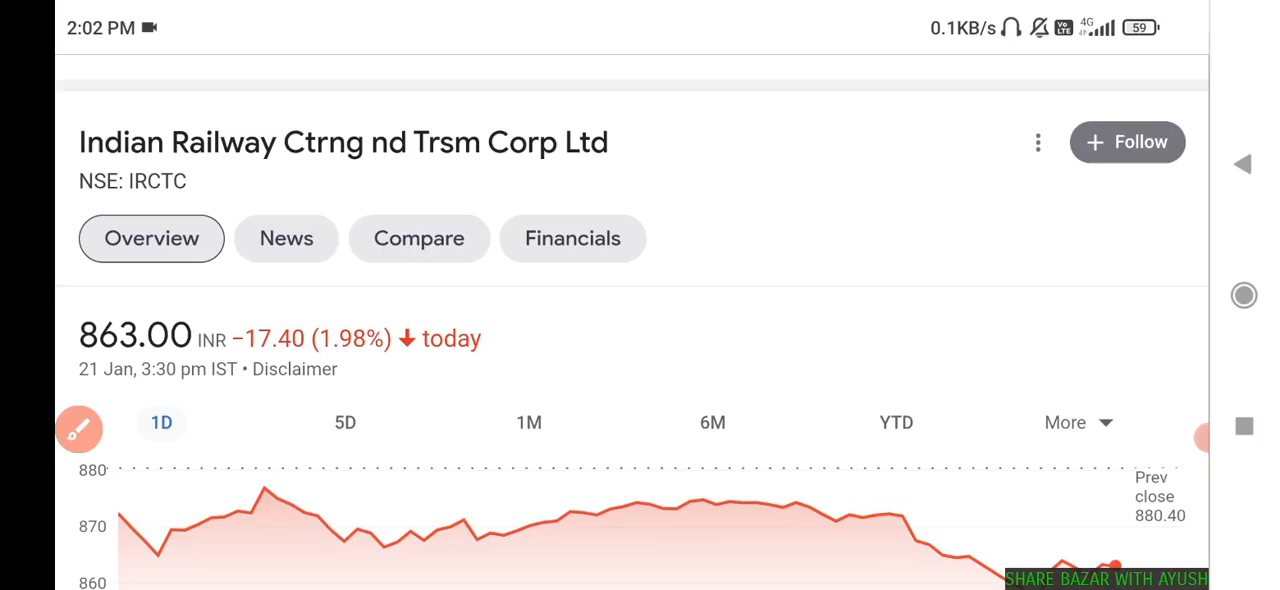 2:02 PM 0.1KB/s Vo LTE 4G 59
Indian Railway Ctrng nd Trsm Corp Ltd
+ Follow
NSE: IRCTC
Overview News Compare Financials
863.00 INR −17.40 (1.98%) ↓ today
21 Jan, 3:30 pm IST • Disclaimer
1D 5D 1M 6M YTD More
880
Prev
close
880.40
870
860
SHARE BAZAR WITH AYUSH